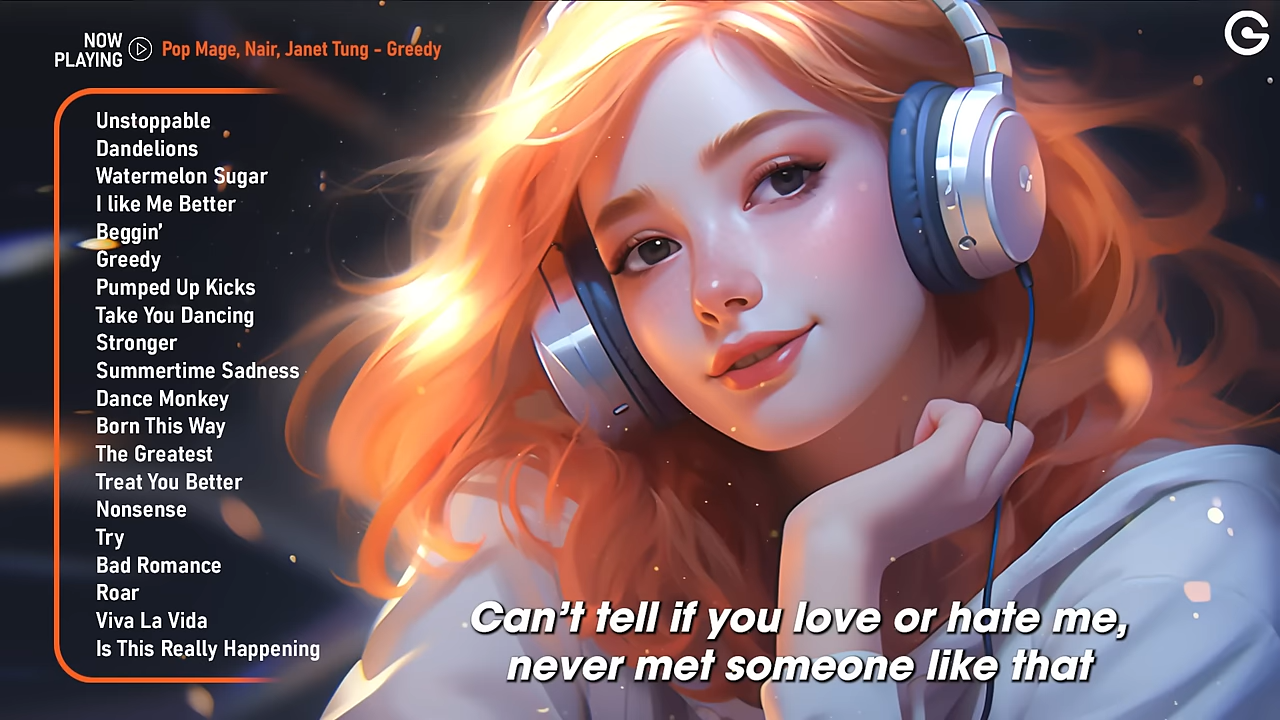 NOW
PLAYING
Pop Mage, Nair, Janet Tung - Greedy
Unstoppable
Dandelions
Watermelon Sugar
I like Me Better
Beggin’
Greedy
Pumped Up Kicks
Take You Dancing
Stronger
Summertime Sadness
Dance Monkey
Born This Way
The Greatest
Treat You Better
Nonsense
Try
Bad Romance
Roar
Viva La Vida
Is This Really Happening
Can’t tell if you love or hate me,
never met someone like that